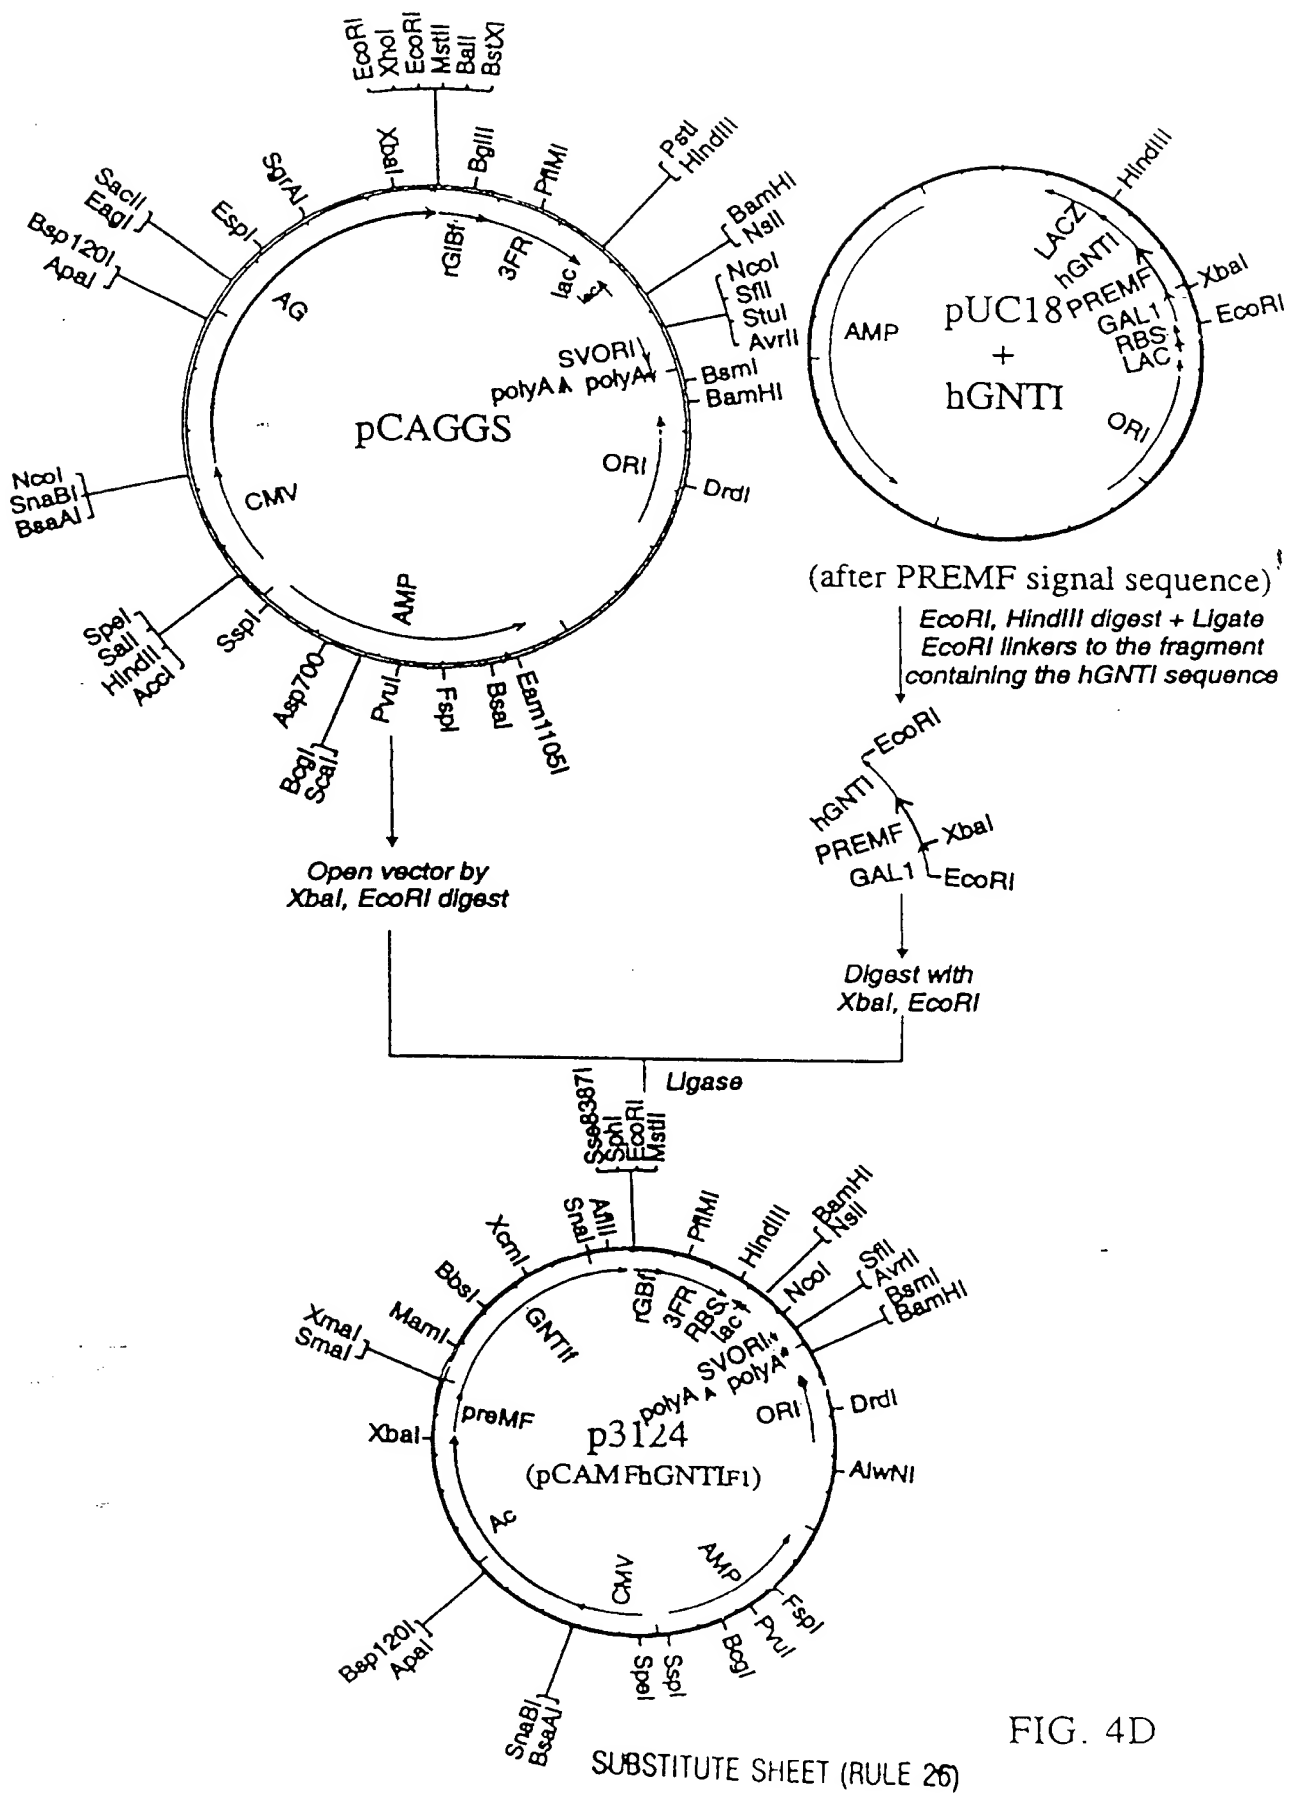 EcoRI
XhoI
EcoRI
MstII
BalI
BstXI
XbaI
BglII
PflMI
PstI
HindIII
BamHI
NsiI
NcoI
SfiI
StuI
AvrII
BsmI
BamHI
DrdI
SgrAI
EspI
SacII
EagI
Bsp120I
ApaI
NcoI
SnaBI
BsaAI
SpeI
SalI
HindII
AccI
SspI
Asp700
BcgI
ScaI
PvuI
FspI
BsaI
Eam1105I
AG
rGlBf
3FR
lac
SVORI
polyA polyA
pCAGGS
ORI
CMV
AMP
HindIII
XbaI
EcoRI
LACZ
hGNTI
PREMF
GAL1
RBS
LAC
AMP
pUC18
+
hGNTI
ORI
(after PREMF signal sequence)
EcoRI, HindIII digest + Ligate
EcoRI linkers to the fragment
containing the hGNTI sequence
EcoRI
hGNTI
PREMF
XbaI
GAL1
EcoRI
Open vector by
XbaI, EcoRI digest
Digest with
XbaI, EcoRI
Ligase
Sse8387I
SphI
EcoRI
MstII
SnaI
AflII
XcmI
BbsI
MamI
XmaI
SmaI
XbaI
PflMI
HindIII
BamHI
NsiI
NcoI
SfiI
AvrII
BsmI
BamHI
DrdI
AlwNI
FspI
PvuI
BcgI
SspI
SpeI
SnaBI
BsaAI
Bsp120I
ApaI
GNTIf
rGBf
3FR
RBS
lac
SVORI
polyA polyA
preMF
ORI
p3124
(pCAMFhGNTIF1)
Ac
CMV
AMP
FIG. 4D
SUBSTITUTE SHEET (RULE 26)